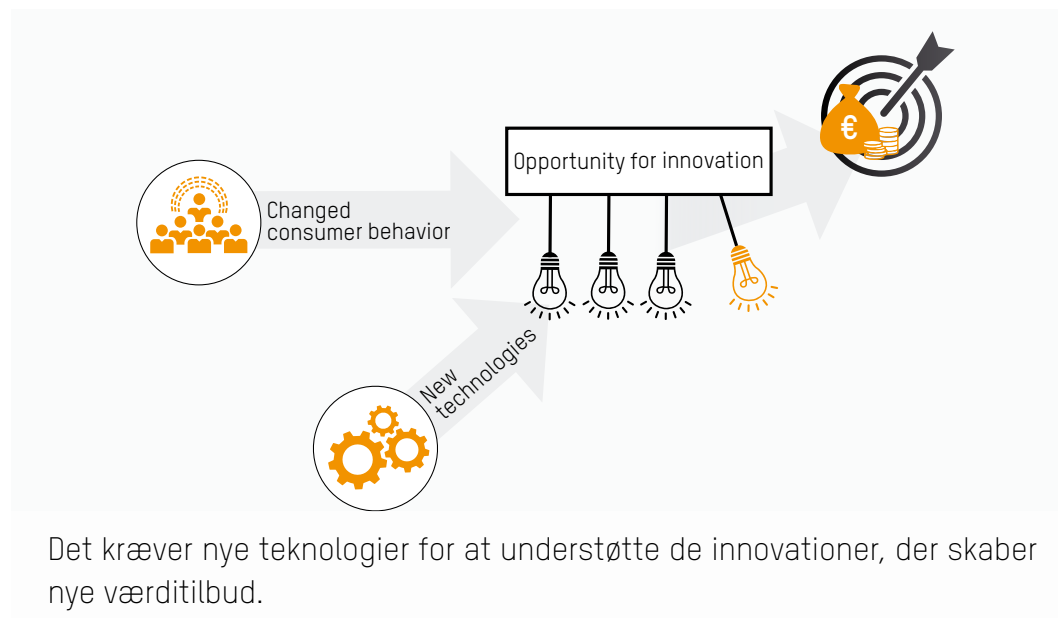 €
Opportunity for innovation
Changed
consumer behavior
New
technologies
Det kræver nye teknologier for at understøtte de innovationer, der skaber
nye værditilbud.